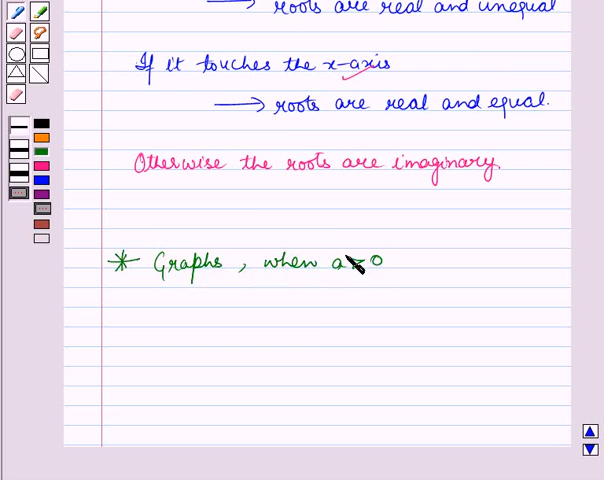 → roots are real and unequal
If it touches the x-axis
→ roots are real and equal.
Otherwise the roots are imaginary.
* Graphs, when a 0